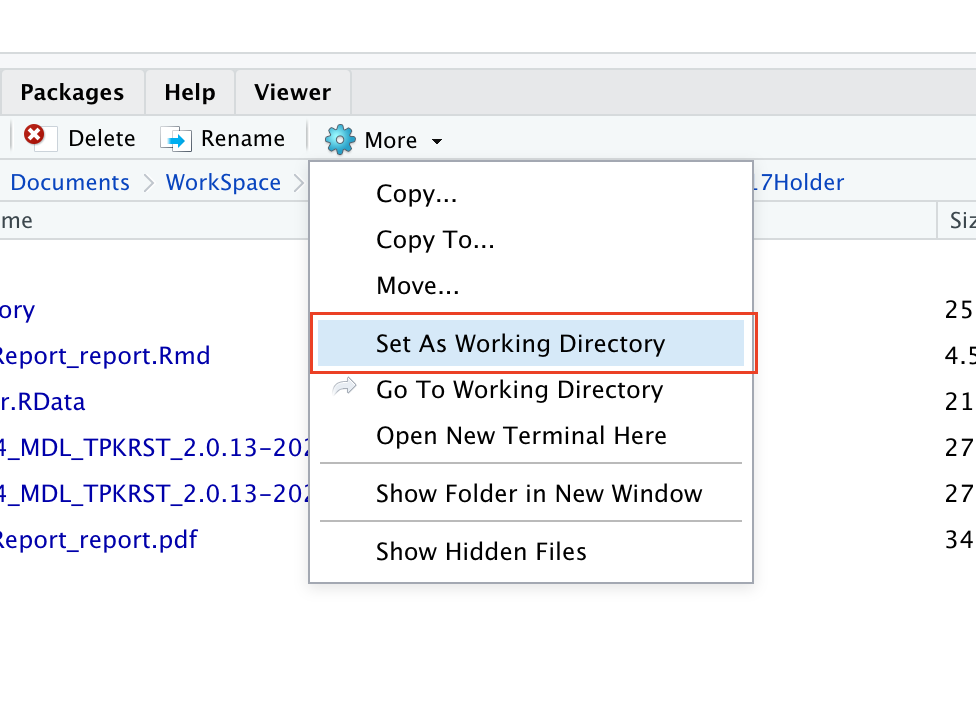 Packages Help Viewer
Delete Rename More
Documents WorkSpace 17Holder
me Siz
Copy...
Copy To...
Move...
ory 25
Set As Working Directory
Report_report.Rmd 4.5
Go To Working Directory
r.RData 21
Open New Terminal Here
4_MDL_TPKRST_2.0.13-202 27
Show Folder in New Window
4_MDL_TPKRST_2.0.13-202 27
Report_report.pdf 34
Show Hidden Files